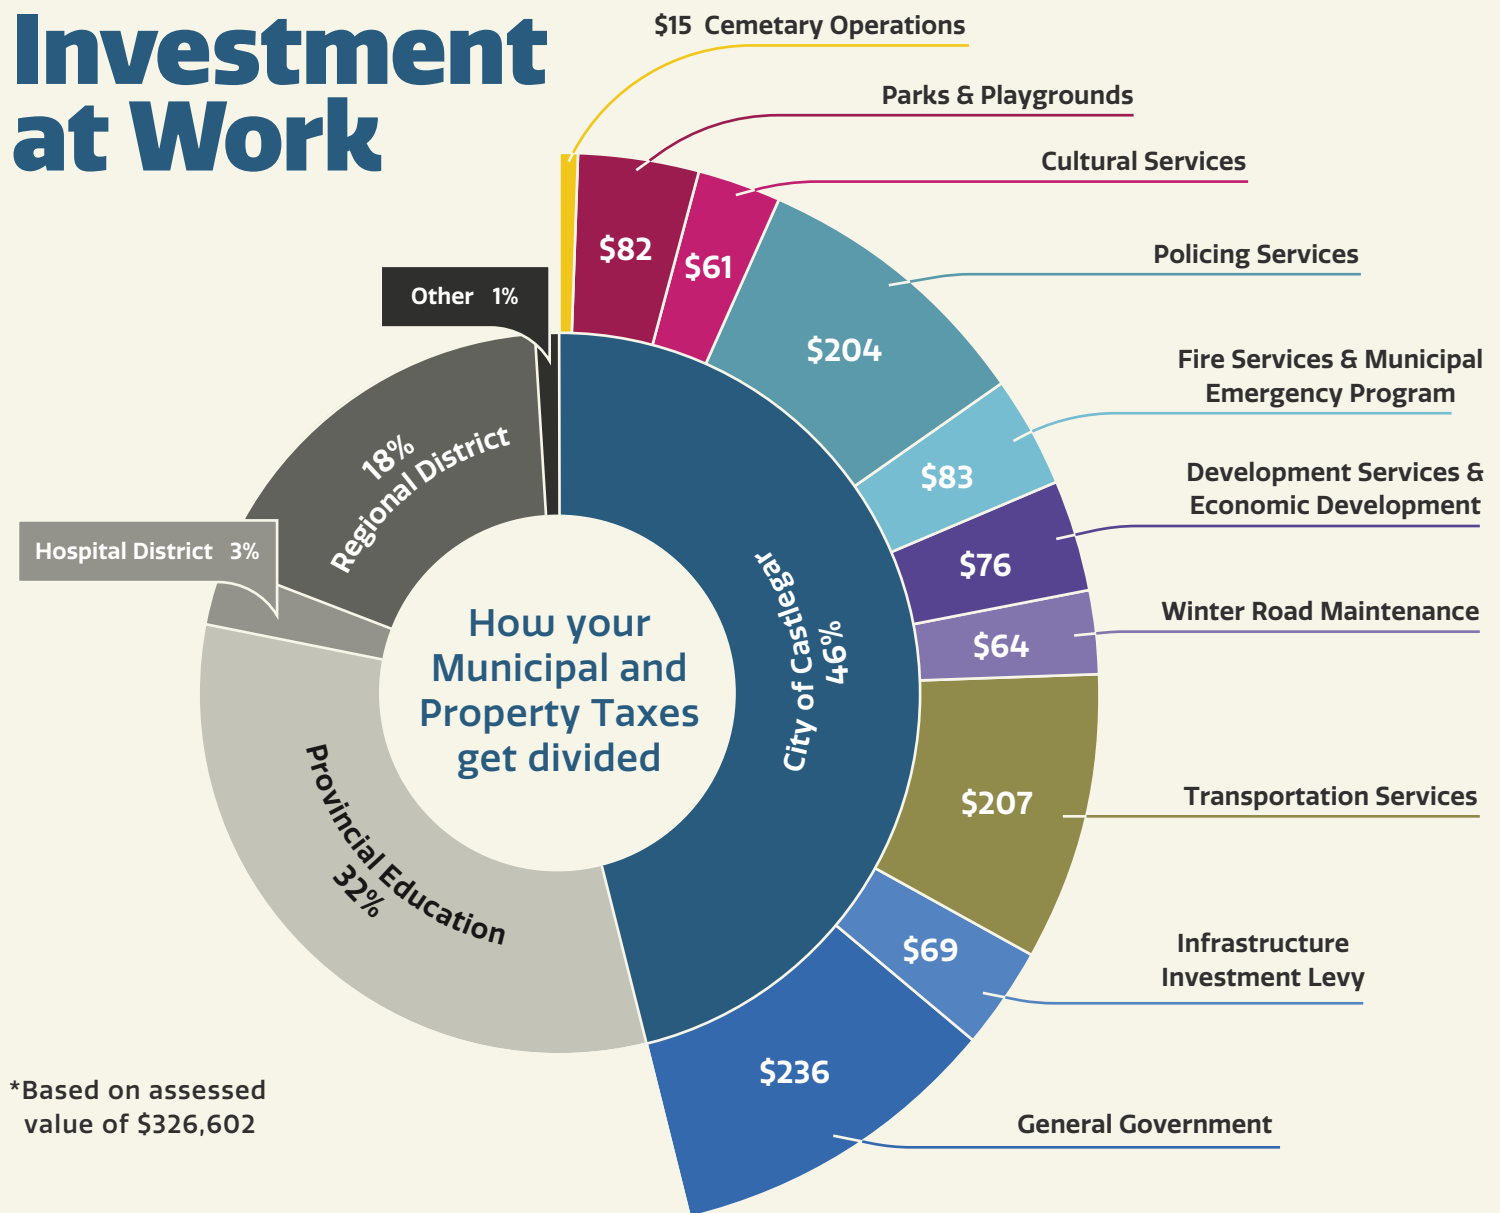 Investment
at Work
$15 Cemetary Operations
Parks & Playgrounds
$82
Cultural Services
$61
Policing Services
$204
Fire Services & Municipal
Emergency Program
$83
Development Services &
Economic Development
$76
Winter Road Maintenance
$64
Transportation Services
$207
Infrastructure
Investment Levy
$69
General Government
$236
Other 1%
18%
Regional District
Hospital District 3%
Provincial Education
32%
City of Castlegar
46%
How your
Municipal and
Property Taxes
get divided
*Based on assessed
value of $326,602